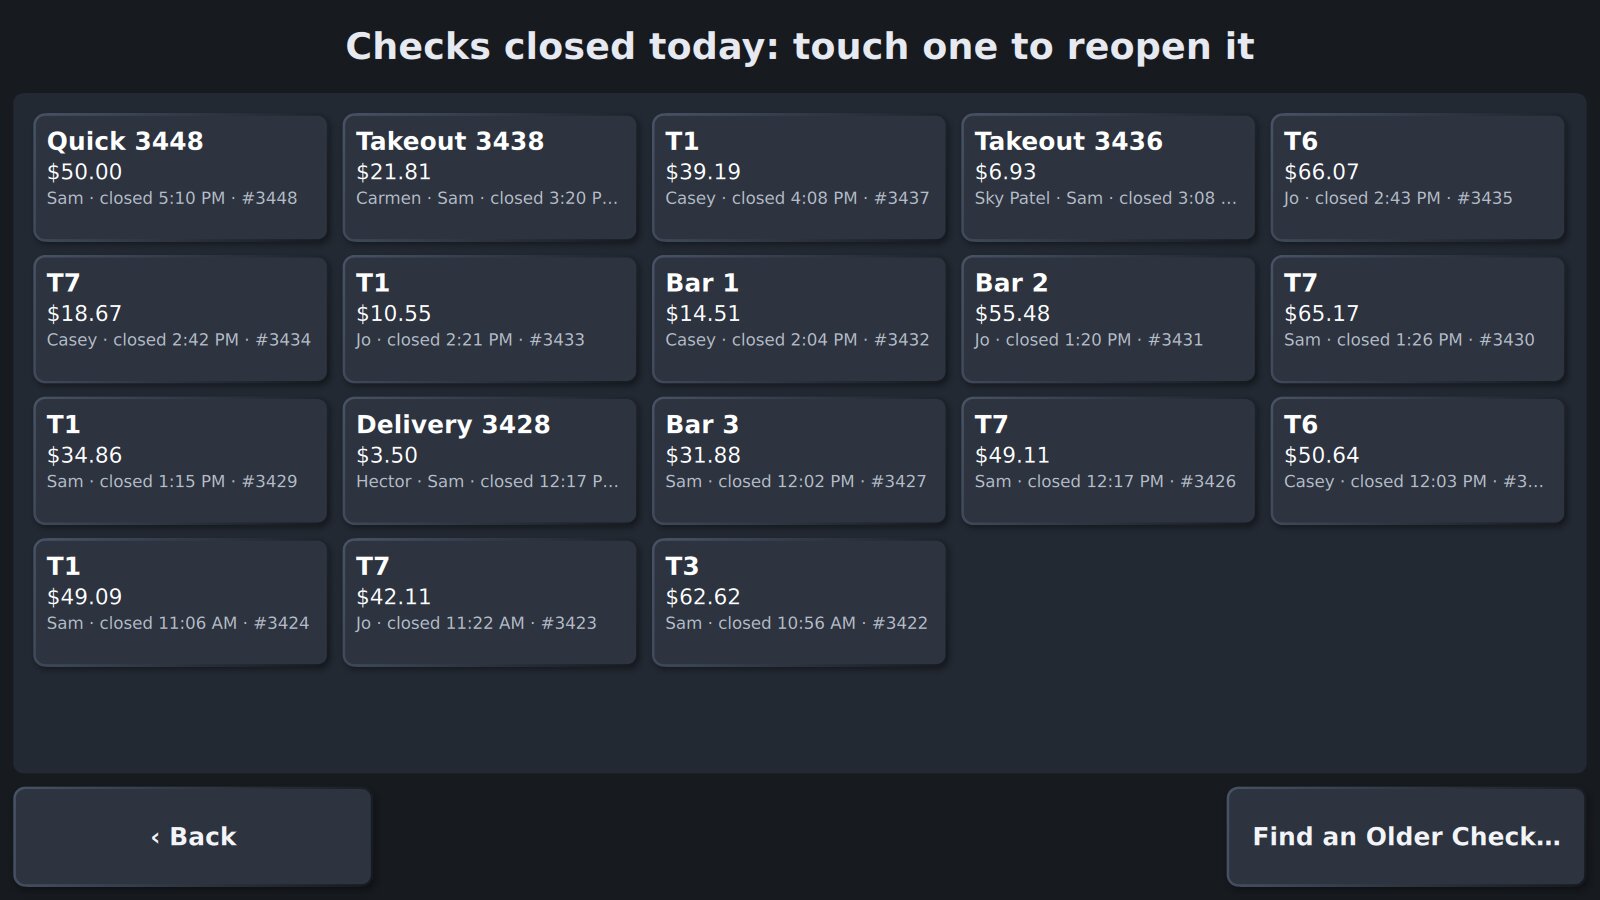 Checks closed today: touch one to reopen it
Quick 3448
$50.00
Sam · closed 5:10 PM · #3448
Takeout 3438
$21.81
Carmen · Sam · closed 3:20 P…
T1
$39.19
Casey · closed 4:08 PM · #3437
Takeout 3436
$6.93
Sky Patel · Sam · closed 3:08 …
T6
$66.07
Jo · closed 2:43 PM · #3435
T7
$18.67
Casey · closed 2:42 PM · #3434
T1
$10.55
Jo · closed 2:21 PM · #3433
Bar 1
$14.51
Casey · closed 2:04 PM · #3432
Bar 2
$55.48
Jo · closed 1:20 PM · #3431
T7
$65.17
Sam · closed 1:26 PM · #3430
T1
$34.86
Sam · closed 1:15 PM · #3429
Delivery 3428
$3.50
Hector · Sam · closed 12:17 P…
Bar 3
$31.88
Sam · closed 12:02 PM · #3427
T7
$49.11
Sam · closed 12:17 PM · #3426
T6
$50.64
Casey · closed 12:03 PM · #3…
T1
$49.09
Sam · closed 11:06 AM · #3424
T7
$42.11
Jo · closed 11:22 AM · #3423
T3
$62.62
Sam · closed 10:56 AM · #3422
‹ Back
Find an Older Check…